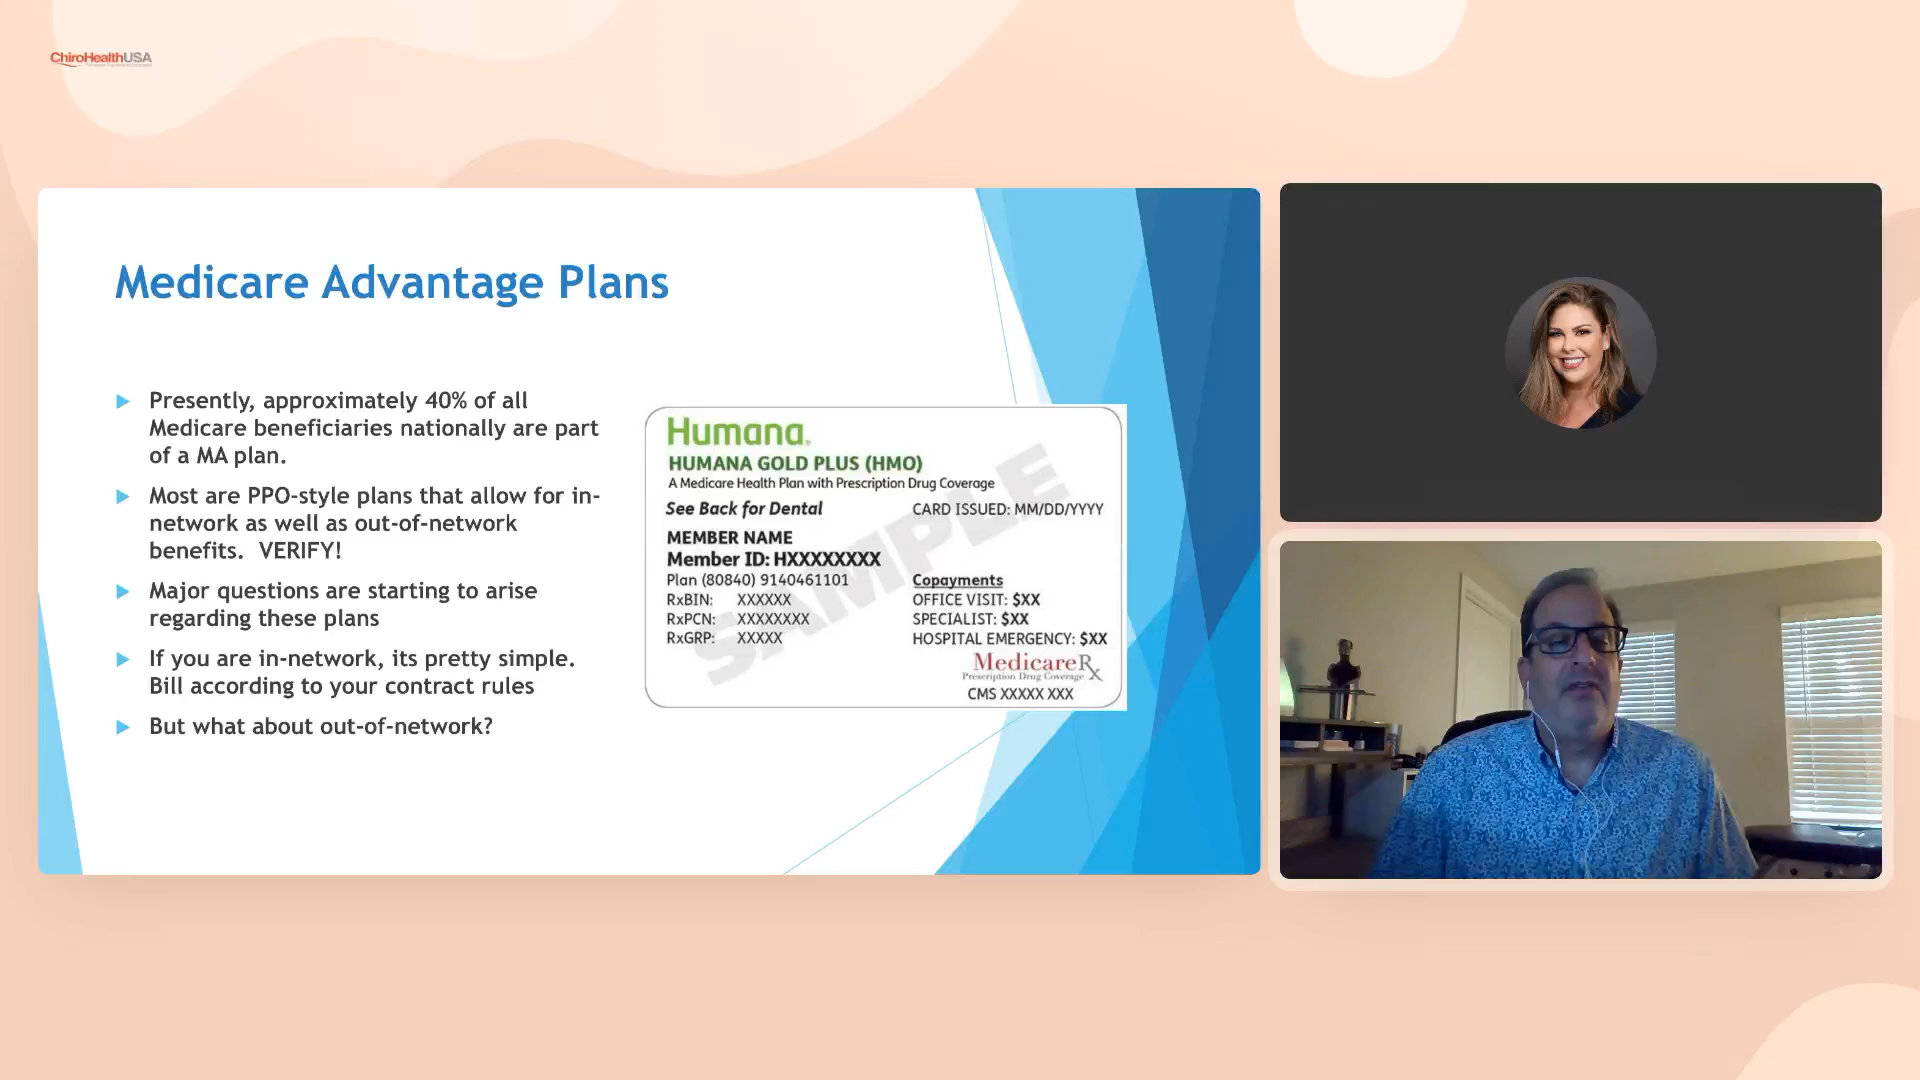 ChiroHealthUSA
Medicare Advantage Plans
Presently, approximately 40% of all
Medicare beneficiaries nationally are part
of a MA plan.
Most are PPO-style plans that allow for in-
network as well as out-of-network
benefits. VERIFY!
Major questions are starting to arise
regarding these plans
If you are in-network, its pretty simple.
Bill according to your contract rules
But what about out-of-network?
Humana.
HUMANA GOLD PLUS (HMO)
A Medicare Health Plan with Prescription Drug Coverage
See Back for Dental
CARD ISSUED: MM/DD/YYYY
MEMBER NAME
Member ID: HXXXXXXXX
Plan (80840) 9140461101
RxBIN: XXXXXX
RxPCN: XXXXXXXX
RxGRP: XXXXX
Copayments
OFFICE VISIT: $XX
SPECIALIST: $XX
HOSPITAL EMERGENCY: $XX
MedicareRx
Prescription Drug Coverage
CMS XXXXX XXX
SAMPLE